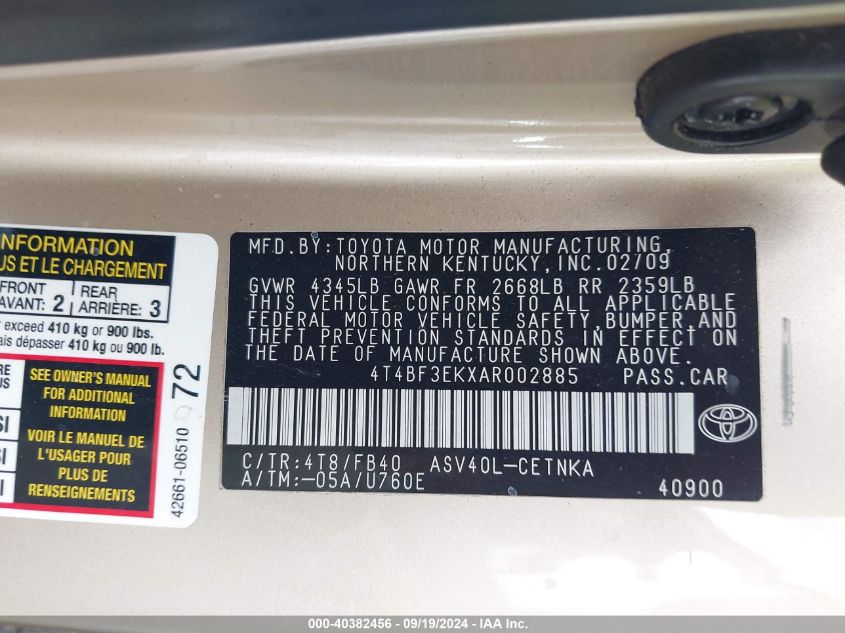 INFORMATION
US ET LE CHARGEMENT
FRONT
AVANT: 2
REAR
ARRIÈRE: 3
exceed 410 kg or 900 lbs.
ais dépasser 410 kg ou 900 lb.
SEE OWNER'S MANUAL
FOR ADDITIONAL
INFORMATION
VOIR LE MANUEL DE
L'USAGER POUR
PLUS DE
RENSEIGNEMENTS
42661-06510 72
MFD.BY:TOYOTA MOTOR MANUFACTURING,
NORTHERN KENTUCKY,INC.02/09
GVWR 4345LB GAWR FR 2668LB RR 2359LB
THIS VEHICLE CONFORMS TO ALL APPLICABLE
FEDERAL MOTOR VEHICLE SAFETY,BUMPER,AND
THEFT PREVENTION STANDARDS IN EFFECT ON
THE DATE OF MANUFACTURE SHOWN ABOVE.
4T4BF3EKXAR002885 PASS.CAR
C/TR:4T8/FB40 ASV40L-CETNKA
A/TM:-05A/U760E 40900
000-40382456 - 09/19/2024 - IAA, Inc.